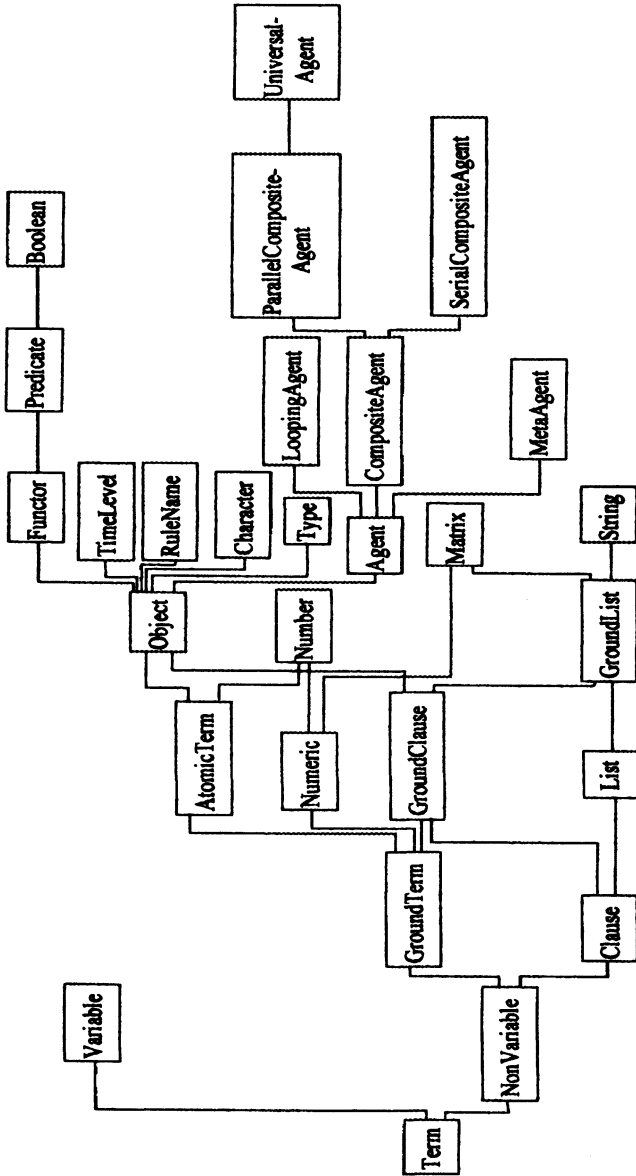 Term
Variable
NonVariable
GroundTerm
Clause
AtomicTerm
Numeric
GroundClause
List
Object
Number
GroundList
Functor
TimeLevel
RuleName
Character
Type
Agent
Matrix
String
Predicate
LoopingAgent
CompositeAgent
MetaAgent
Boolean
ParallelComposite-
Agent
SerialCompositeAgent
Universal-
Agent